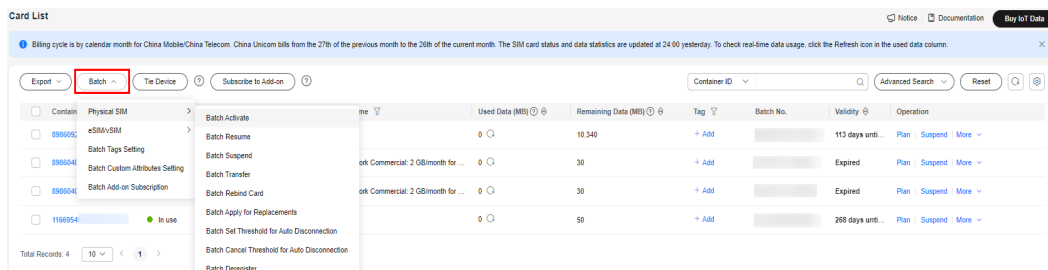 Card List
Notice Documentation Buy IoT Data
Billing cycle is by calendar month for China Mobile/China Telecom. China Unicom bills from the 27th of the previous month to the 26th of the current month. The SIM card status and data statistics are updated at 24:00 yesterday. To check real-time data usage, click the Refresh icon in the used data column.
Export Batch Tie Device Subscribe to Add-on Container ID Advanced Search Reset
Contain me Used Data (MB) Remaining Data (MB) Tag Batch No. Validity Operation
Physical SIM
eSIM/vSIM
Batch Tags Setting
Batch Custom Attributes Setting
Batch Add-on Subscription
Batch Activate
Batch Resume
Batch Suspend
Batch Transfer
Batch Rebind Card
Batch Apply for Replacements
Batch Set Threshold for Auto Disconnection
Batch Cancel Threshold for Auto Disconnection
Batch Deregister
898609 0 10,340 + Add 113 days unti... Plan Suspend More
898604 ork Commercial: 2 GB/month for ... 0 30 + Add Expired Plan Suspend More
898604 ork Commercial: 2 GB/month for ... 0 30 + Add Expired Plan Suspend More
1166954 In use 0 50 + Add 268 days unti... Plan Suspend More
Total Records: 4 10 1